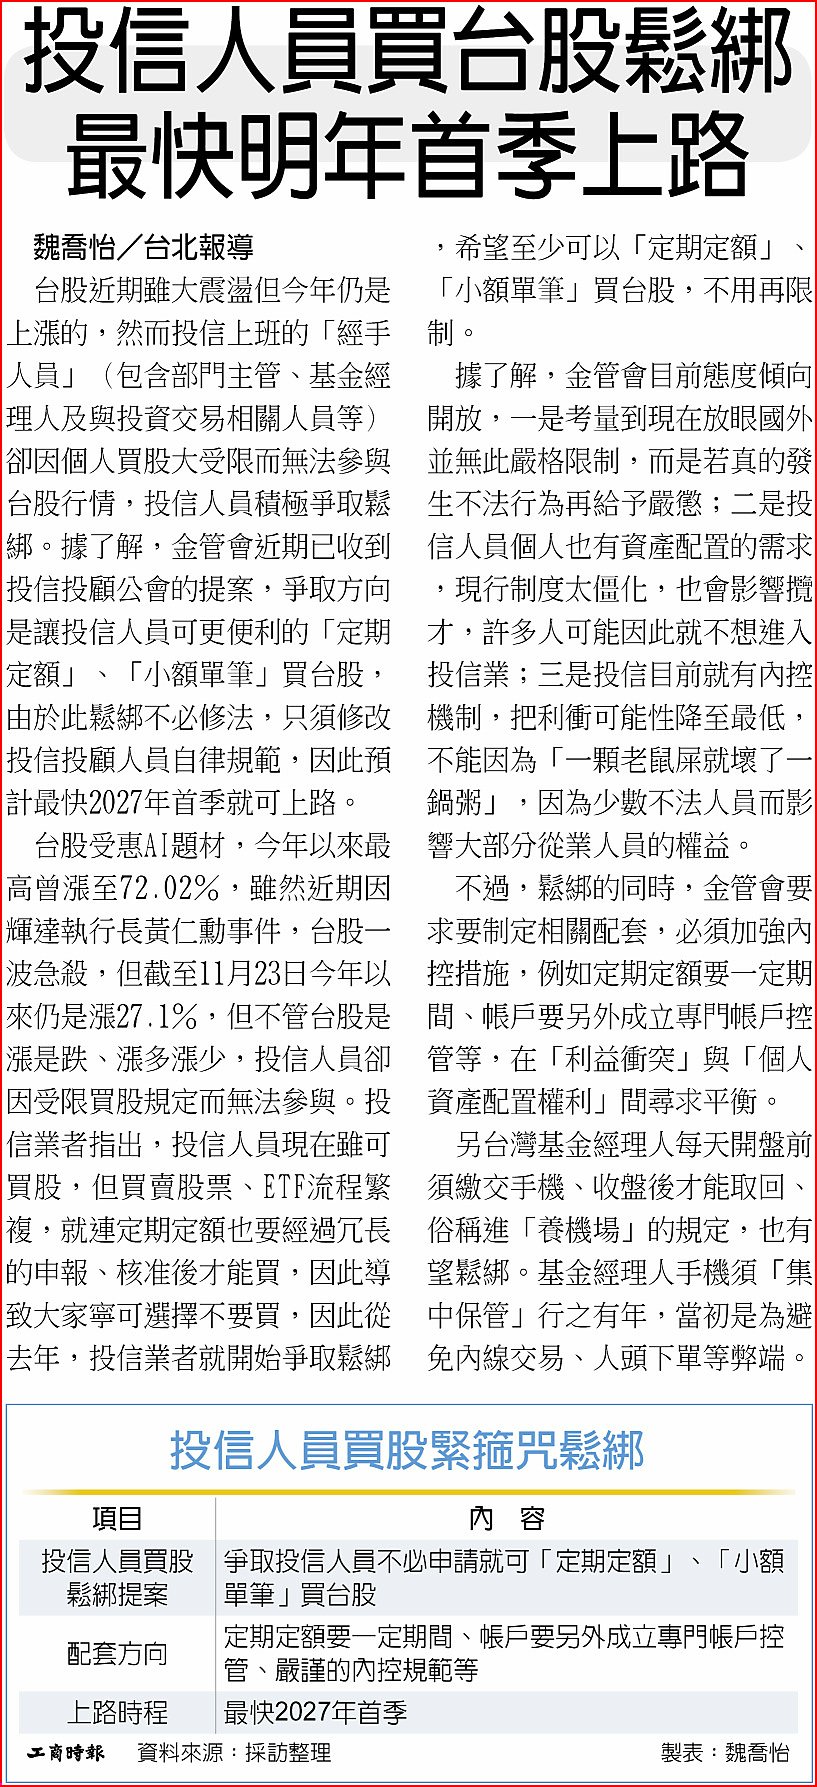 投信人員買台股鬆綁
最快明年首季上路
魏喬怡／台北報導
台股近期雖大震盪但今年仍是
上漲的，然而投信上班的「經手
人員」（包含部門主管、基金經
理人及與投資交易相關人員等）
卻因個人買股大受限而無法參與
台股行情，投信人員積極爭取鬆
綁。據了解，金管會近期已收到
投信投顧公會的提案，爭取方向
是讓投信人員可更便利的「定期
定額」、「小額單筆」買台股，
由於此鬆綁不必修法，只須修改
投信投顧人員自律規範，因此預
計最快2027年首季就可上路。
台股受惠AI題材，今年以來最
高曾漲至72.02%，雖然近期因
輝達執行長黃仁勳事件，台股一
波急殺，但截至11月23日今年以
來仍是漲27.1%，但不管台股是
漲是跌、漲多漲少，投信人員卻
因受限買股規定而無法參與。投
信業者指出，投信人員現在雖可
買股，但買賣股票、ETF流程繁
複，就連定期定額也要經過冗長
的申報、核准後才能買，因此導
致大家寧可選擇不要買，因此從
去年，投信業者就開始爭取鬆綁
，希望至少可以「定期定額」、
「小額單筆」買台股，不用再限
制。
據了解，金管會目前態度傾向
開放，一是考量到現在放眼國外
並無此嚴格限制，而是若真的發
生不法行為再給予嚴懲；二是投
信人員個人也有資產配置的需求
，現行制度太僵化，也會影響攬
才，許多人可能因此就不想進入
投信業；三是投信目前就有內控
機制，把利衝可能性降至最低，
不能因為「一顆老鼠屎就壞了一
鍋粥」，因為少數不法人員而影
響大部分從業人員的權益。
不過，鬆綁的同時，金管會要
求要制定相關配套，必須加強內
控措施，例如定期定額要一定期
間、帳戶要另外成立專門帳戶控
管等，在「利益衝突」與「個人
資產配置權利」間尋求平衡。
另台灣基金經理人每天開盤前
須繳交手機、收盤後才能取回、
俗稱進「養機場」的規定，也有
望鬆綁。基金經理人手機須「集
中保管」行之有年，當初是為避
免內線交易、人頭下單等弊端。
投信人員買股緊箍咒鬆綁
項目 內 容
投信人員買股
鬆綁提案
爭取投信人員不必申請就可「定期定額」、「小額
單筆」買台股
配套方向
定期定額要一定期間、帳戶要另外成立專門帳戶控
管、嚴謹的內控規範等
上路時程 最快2027年首季
工商時報 資料來源：採訪整理 製表：魏喬怡